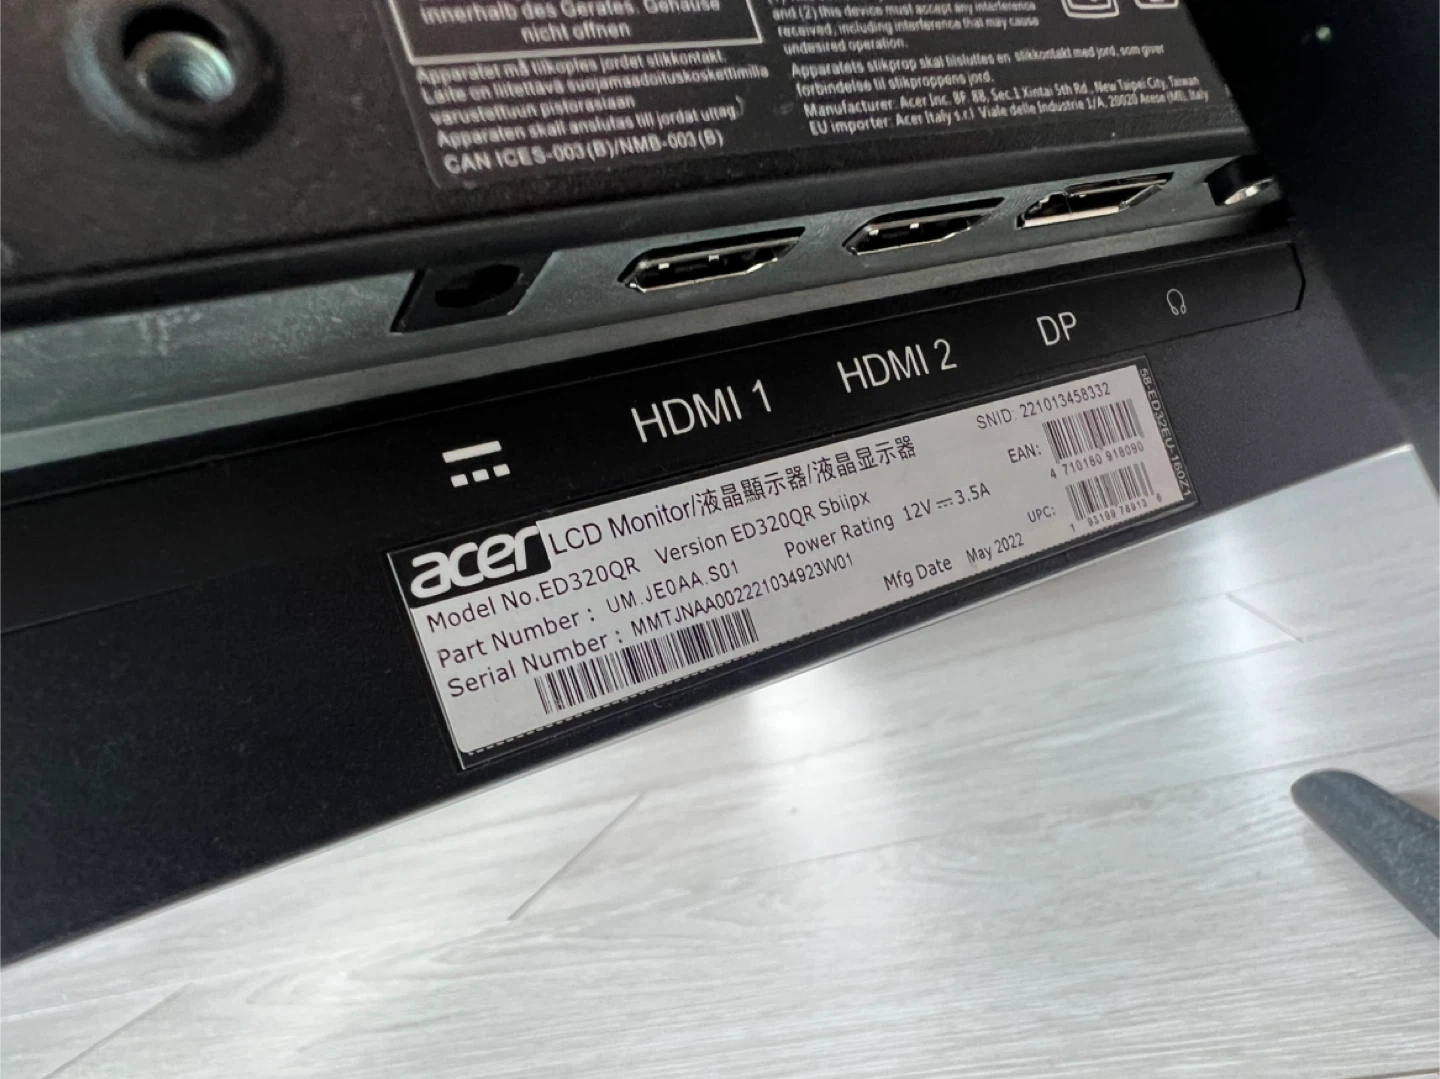 innerhalb des Gerätes. Gehäuse
nicht öffnen
Apparatet må tilkoples jordet stikkontakt.
Laite on liitettävä suojamaadoituskoskettimilla
varustettuun pistorasiaan
Apparaten skall anslutas till jordat uttag.
CAN ICES-003 (B)/NMB-003 (B)
and (2) this device must accept any interference
received, including interference that may cause
undesired operation.
Apparatets stikprop skal tilsluttes en stikkontakt med jord, som giver
forbindelse til stikproppens jord.
Manufacturer: Acer Inc. 8F, 88, Sec.1 Xintai 5th Rd., New Taipei City, Taiwan
EU importer: Acer Italy s.r.l Viale delle Industrie 1/A, 20020 Arese (MI), Italy
HDMI 1
HDMI 2
DP
acer
LCD Monitor/液晶顯示器/液晶显示器
SNID: 221013458332
Model No.ED320QR Version ED320QR Sbiipx
EAN:
4 710180 918090
Part Number : UM.JE0AA.S01
Power Rating 12V ⎓ 3.5A
Serial Number : MMTJNAA002221034923W01
UPC:
1 93199 78913 6
Mfg Date May 2022